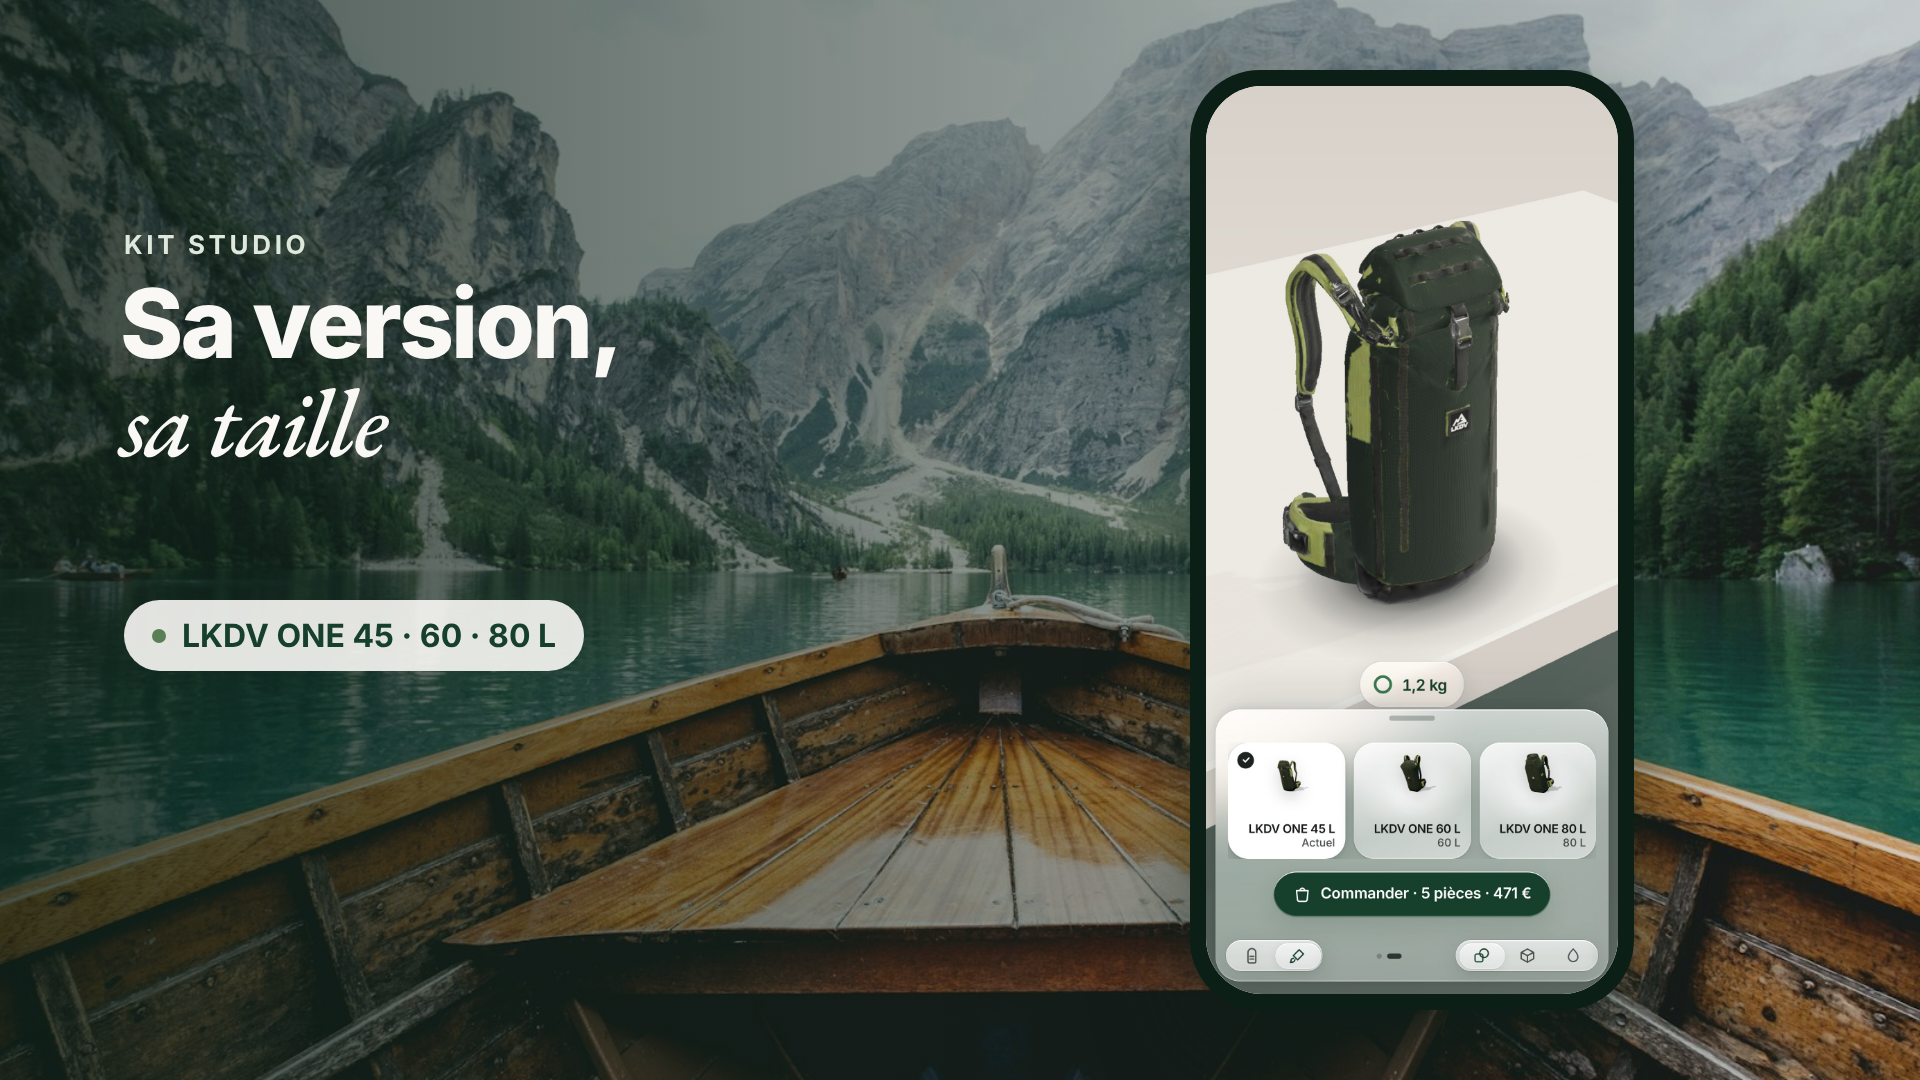 KIT STUDIO
Sa version,
sa taille
LKDV ONE 45 · 60 · 80 L
LKDV
1,2 kg
LKDV ONE 45 L
Actuel
LKDV ONE 60 L
60 L
LKDV ONE 80 L
80 L
Commander · 5 pièces · 471 €